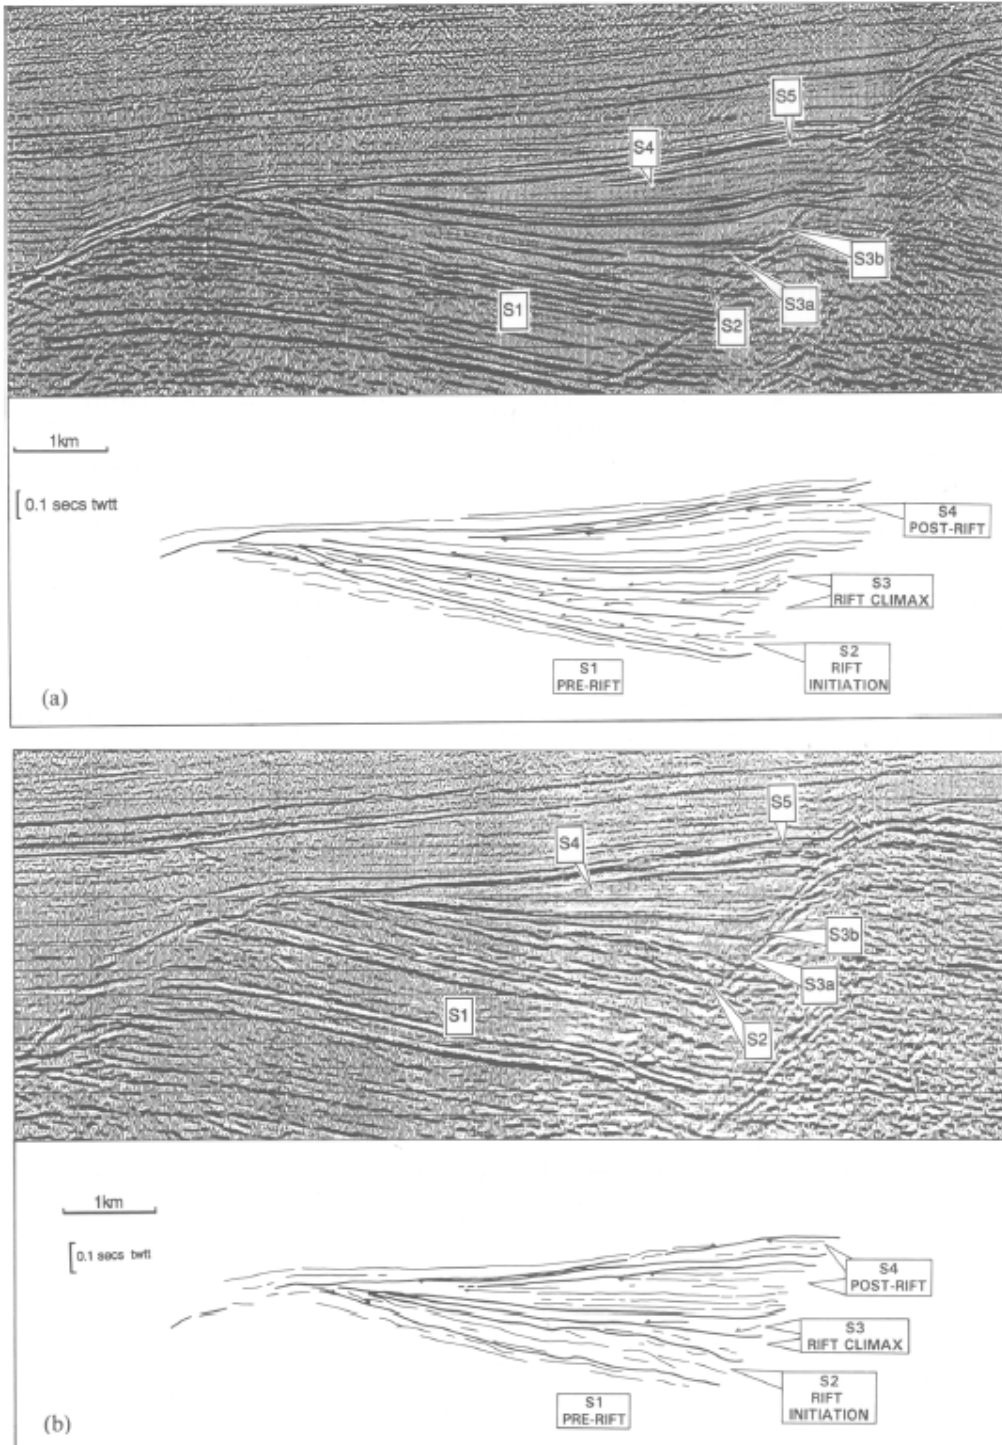 S5
S4
S3b
S1
S3a
S2
1km
0.1 secs twtt
S4
POST-RIFT
S3
RIFT CLIMAX
S2
RIFT
INITIATION
S1
PRE-RIFT
(a)
S5
S4
S3b
S3a
S1
S2
1km
0.1 secs twtt
S4
POST-RIFT
S3
RIFT CLIMAX
S2
RIFT
INITIATION
S1
PRE-RIFT
(b)